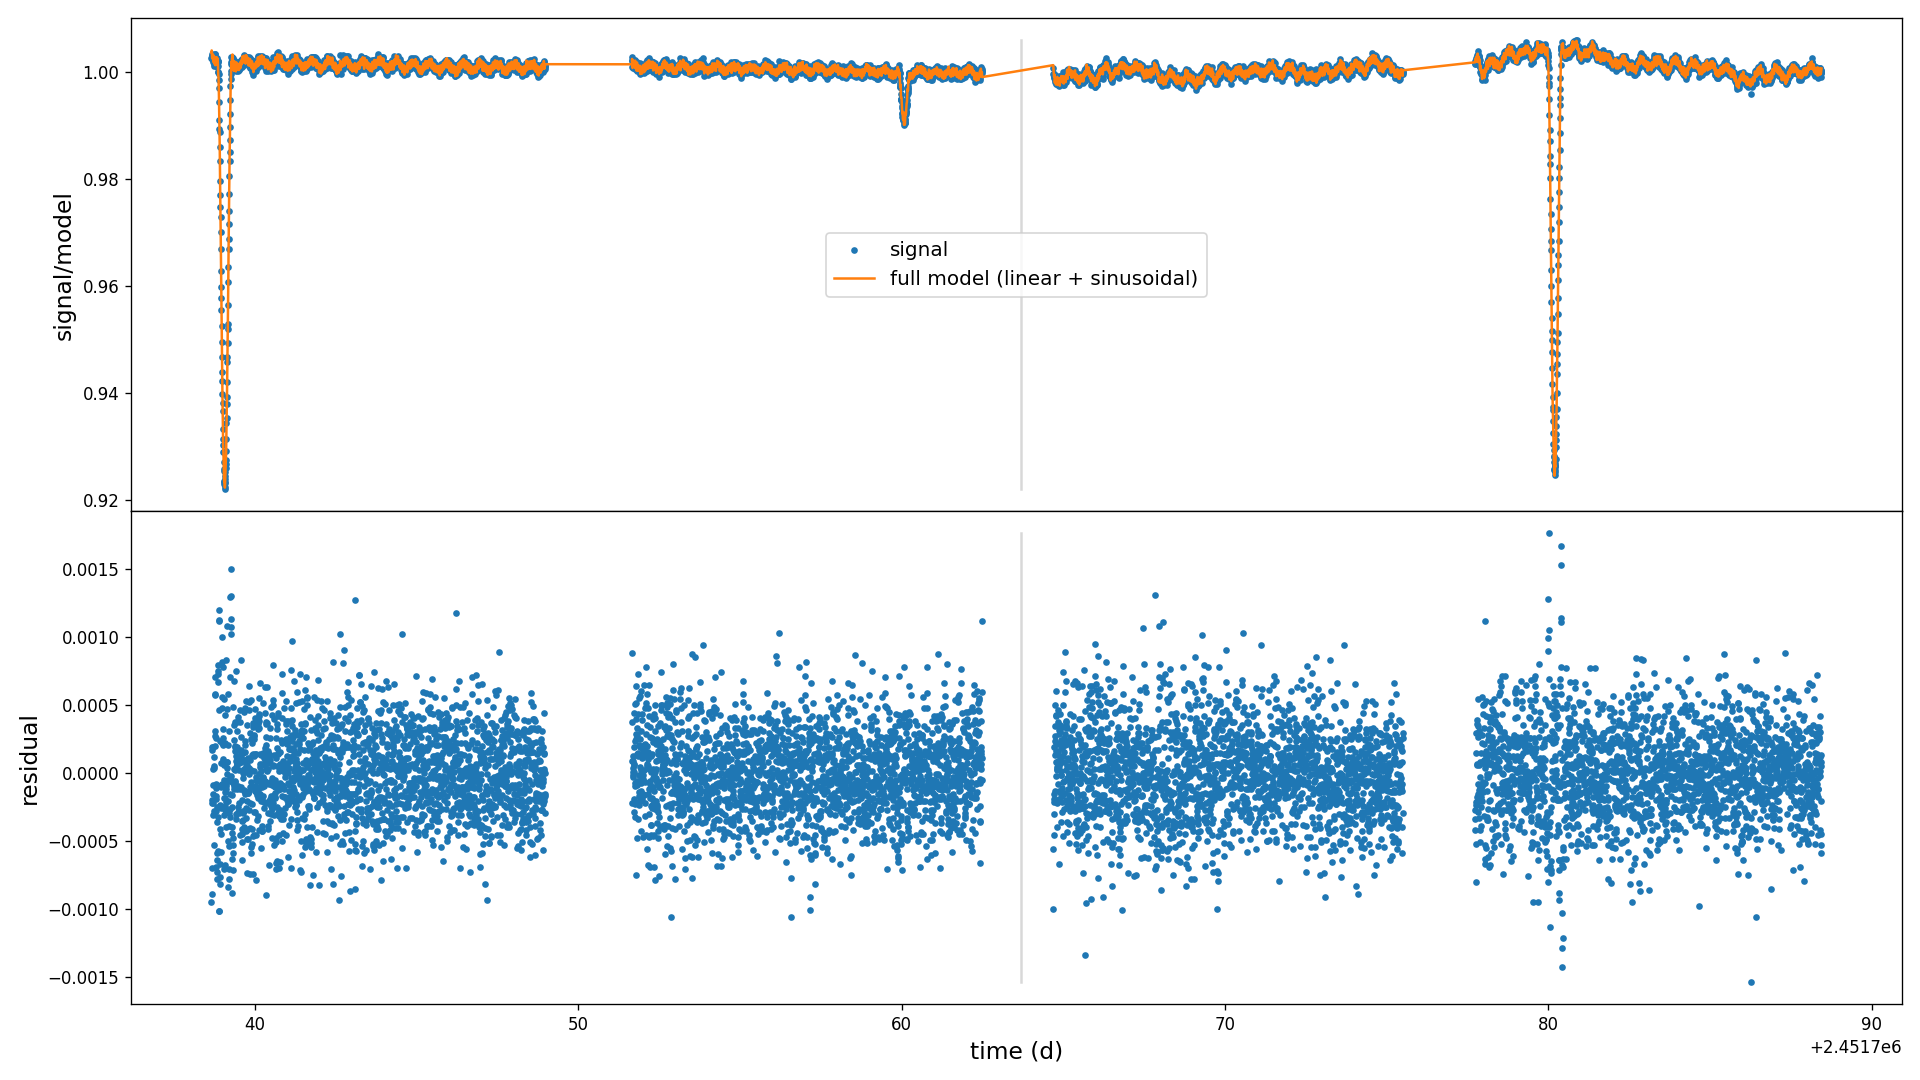 1.00
0.98
0.96
0.94
0.92
signal/model
signal
full model (linear + sinusoidal)
0.0015
0.0010
0.0005
0.0000
−0.0005
−0.0010
−0.0015
residual
40 50 60 70 80 90
time (d)
+2.4517e6